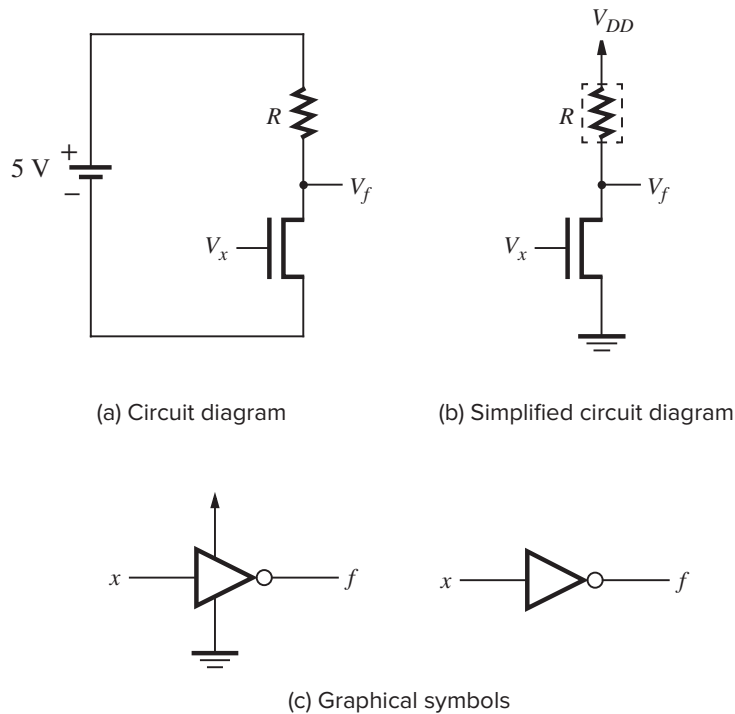 V_DD
R
R
5 V
+
−
V_f
V_f
V_x
V_x
(a) Circuit diagram
(b) Simplified circuit diagram
x
f
x
f
(c) Graphical symbols